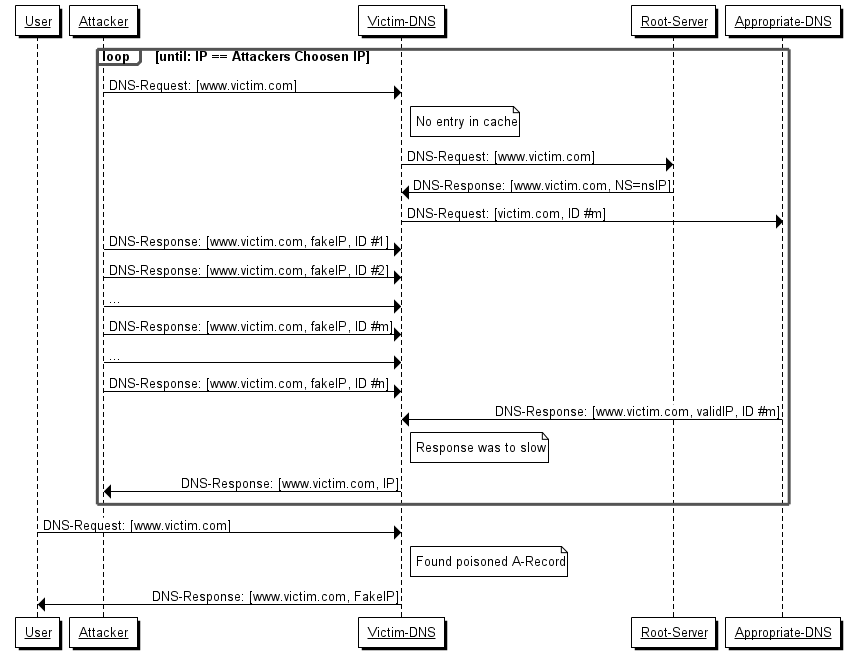 User
Attacker
Victim-DNS
Root-Server
Appropriate-DNS
loop
[until: IP == Attackers Choosen IP]
DNS-Request: [www.victim.com]
No entry in cache
DNS-Request: [www.victim.com]
DNS-Response: [www.victim.com, NS=nsIP]
DNS-Request: [victim.com, ID #m]
DNS-Response: [www.victim.com, fakeIP, ID #1]
DNS-Response: [www.victim.com, fakeIP, ID #2]
...
DNS-Response: [www.victim.com, fakeIP, ID #m]
...
DNS-Response: [www.victim.com, fakeIP, ID #n]
DNS-Response: [www.victim.com, validIP, ID #m]
Response was to slow
DNS-Response: [www.victim.com, IP]
DNS-Request: [www.victim.com]
Found poisoned A-Record
DNS-Response: [www.victim.com, FakeIP]
User
Attacker
Victim-DNS
Root-Server
Appropriate-DNS